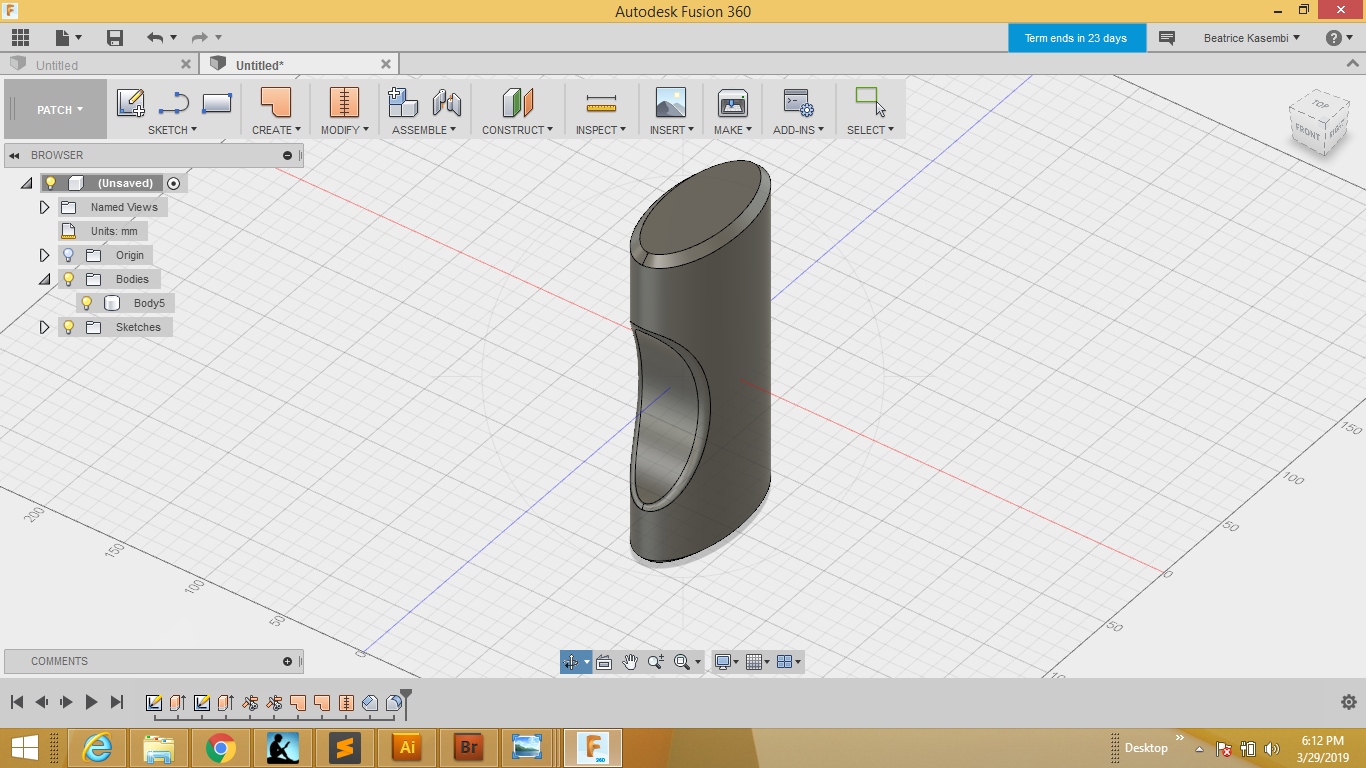 Autodesk Fusion 360
Term ends in 23 days
Beatrice Kasembi
Untitled
Untitled*
PATCH
SKETCH
CREATE
MODIFY
ASSEMBLE
CONSTRUCT
INSPECT
INSERT
MAKE
ADD-INS
SELECT
BROWSER
(Unsaved)
Named Views
Units: mm
Origin
Bodies
Body5
Sketches
TOP
FRONT
RIGHT
200
150
100
50
0
50
0
50
100
150
COMMENTS
Ai
Br
F
360
Desktop
6:12 PM
3/29/2019